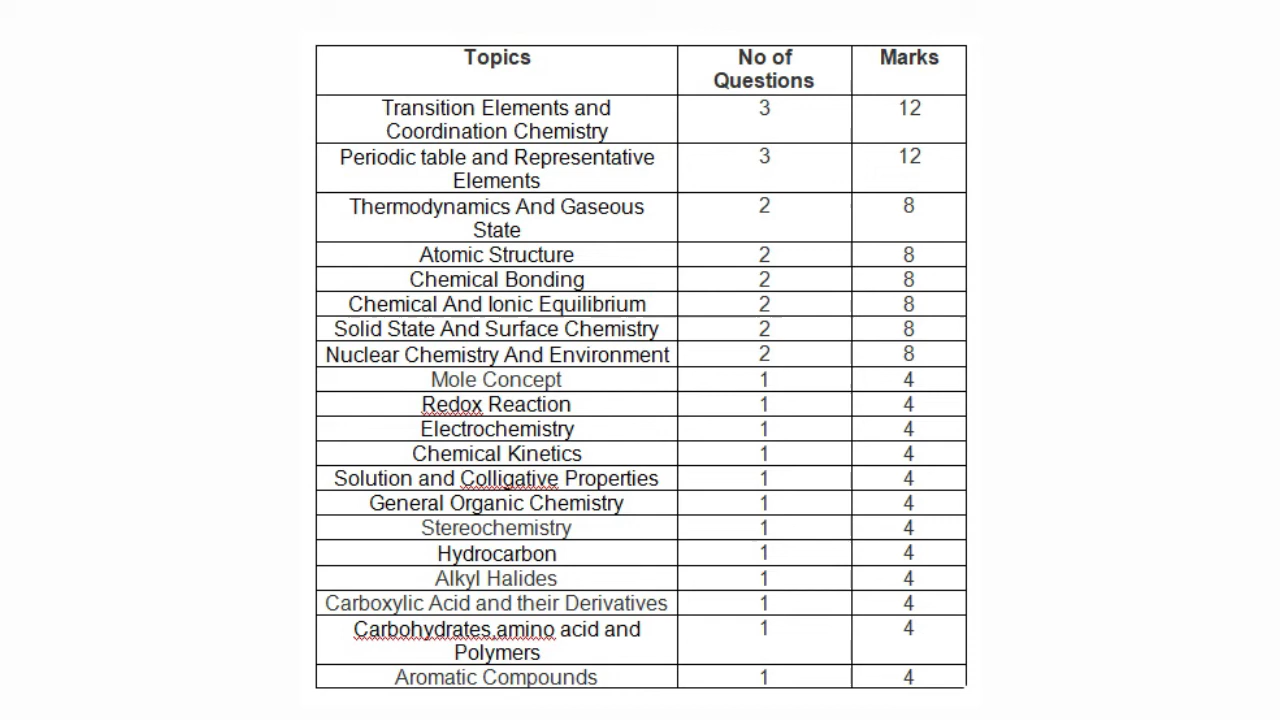 Topics No of Questions Marks
Transition Elements and 3 12
Coordination Chemistry
Periodic table and Representative 3 12
Elements
Thermodynamics And Gaseous 2 8
State
Atomic Structure 2 8
Chemical Bonding 2 8
Chemical And Ionic Equilibrium 2 8
Solid State And Surface Chemistry 2 8
Nuclear Chemistry And Environment 2 8
Mole Concept 1 4
Redox Reaction 1 4
Electrochemistry 1 4
Chemical Kinetics 1 4
Solution and Colligative Properties 1 4
General Organic Chemistry 1 4
Stereochemistry 1 4
Hydrocarbon 1 4
Alkyl Halides 1 4
Carboxylic Acid and their Derivatives 1 4
Carbohydrates,amino acid and 1 4
Polymers
Aromatic Compounds 1 4